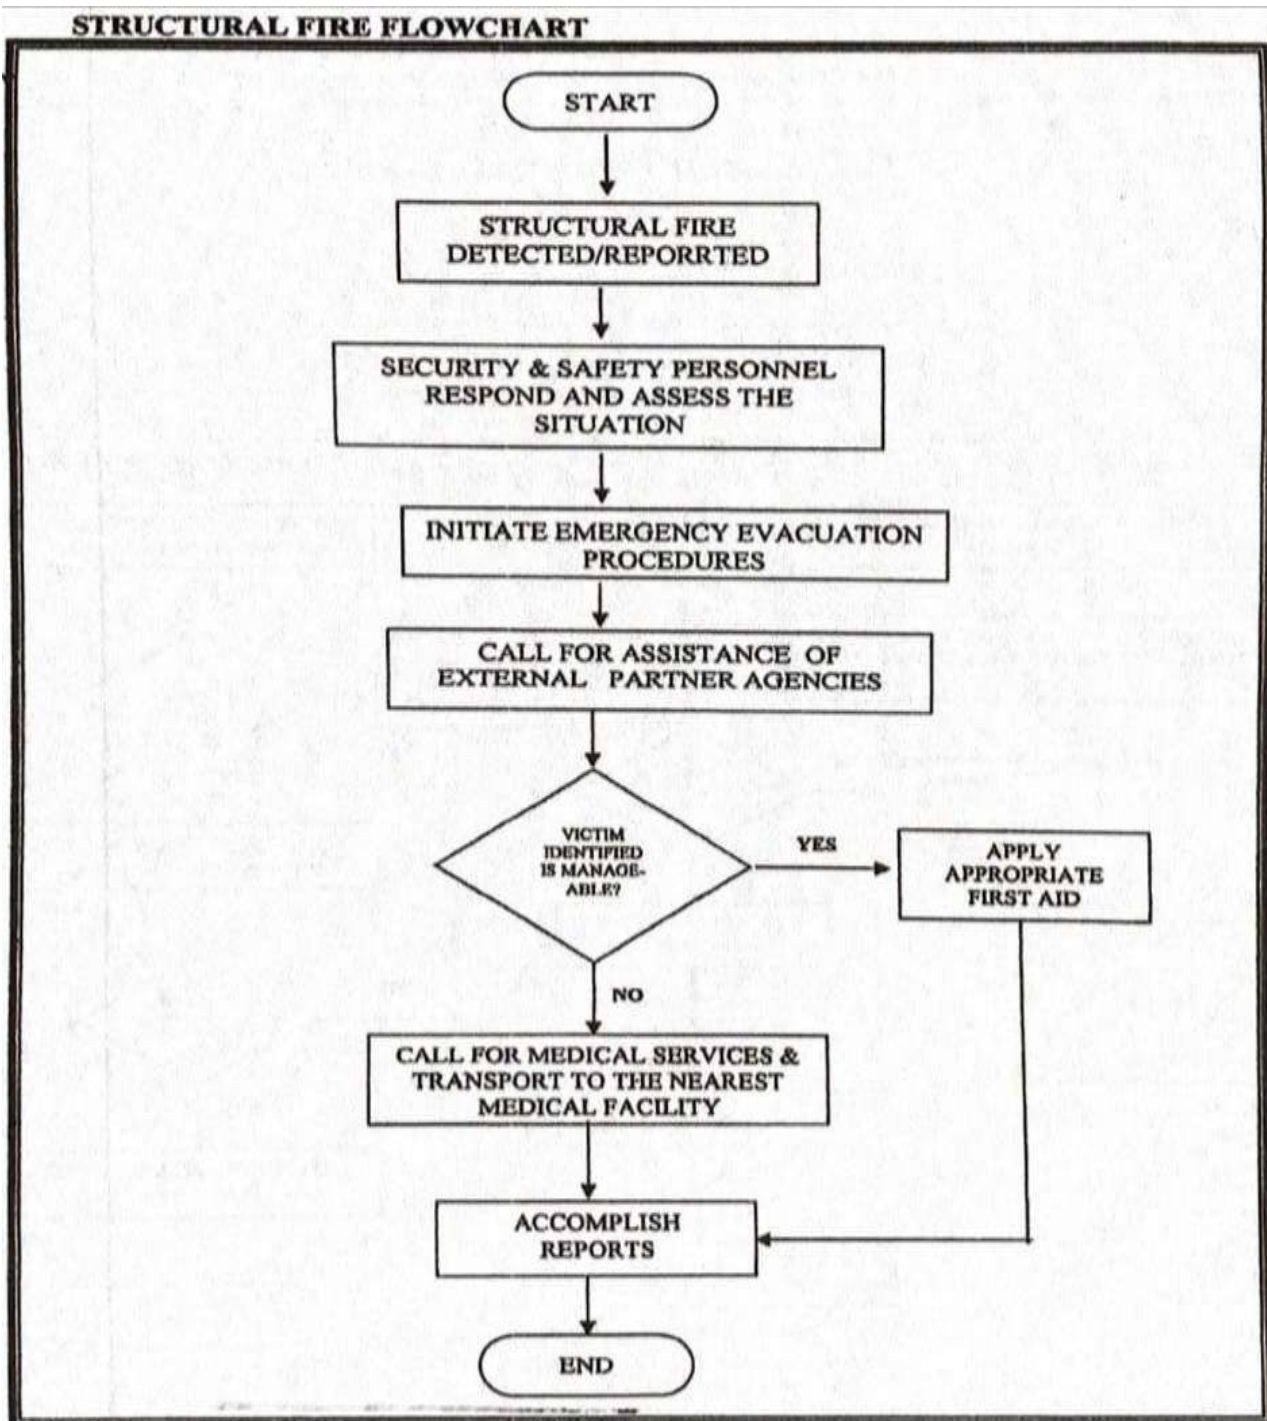 STRUCTURAL FIRE FLOWCHART
START
STRUCTURAL FIRE
DETECTED/REPORRTED
SECURITY & SAFETY PERSONNEL
RESPOND AND ASSESS THE
SITUATION
INITIATE EMERGENCY EVACUATION
PROCEDURES
CALL FOR ASSISTANCE OF
EXTERNAL PARTNER AGENCIES
VICTIM
IDENTIFIED
IS MANAGE-
ABLE?
YES
APPLY
APPROPRIATE
FIRST AID
NO
CALL FOR MEDICAL SERVICES &
TRANSPORT TO THE NEAREST
MEDICAL FACILITY
ACCOMPLISH
REPORTS
END